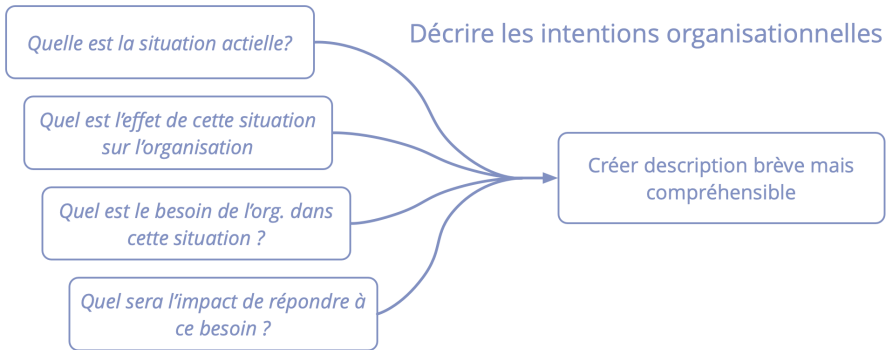 Décrire les intentions organisationnelles
Quelle est la situation actielle?
Quel est l'effet de cette situation
sur l'organisation
Quel est le besoin de l'org. dans
cette situation ?
Quel sera l'impact de répondre à
ce besoin ?
Créer description brève mais
compréhensible